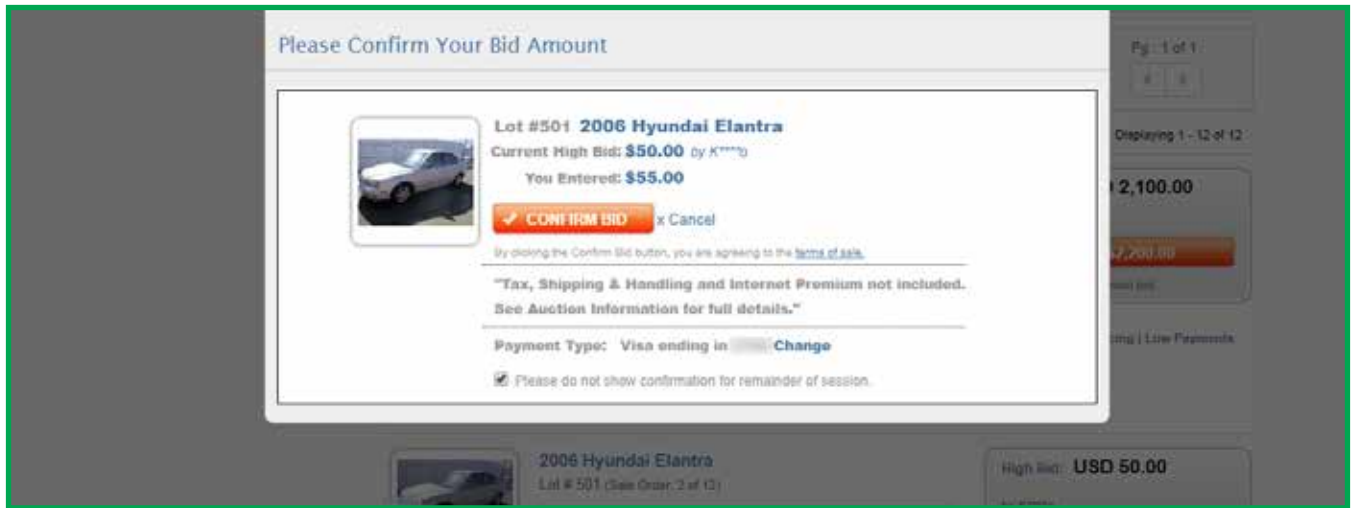 Please Confirm Your Bid Amount
Pg : 1 of 1
Lot #501 2006 Hyundai Elantra
Current High Bid: $50.00 by K****b
Displaying 1 - 12 of 12
You Entered: $55.00
2,100.00
CONFIRM BID x Cancel
By clicking the Confirm Bid button, you are agreeing to the terms of sale.
"Tax, Shipping & Handling and Internet Premium not included.
See Auction Information for full details."
| Low Payments
Payment Type: Visa ending in Change
Please do not show confirmation for remainder of session.
2006 Hyundai Elantra
High Bid: USD 50.00
Lot # 501 (Sale Order: 2 of 12)